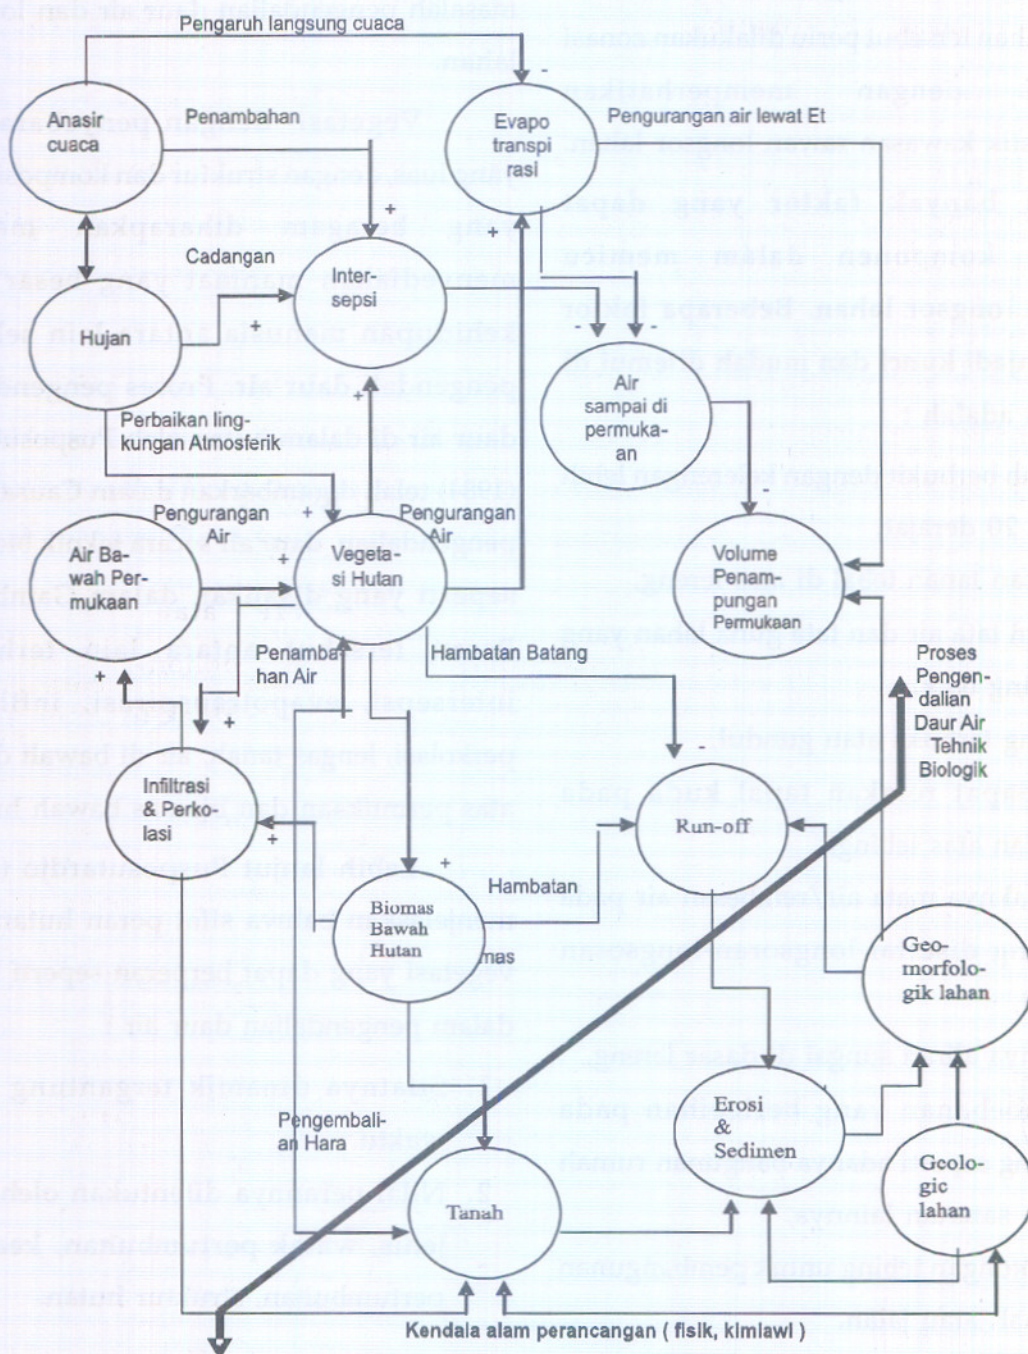 Pengaruh langsung cuaca
-
Anasir
cuaca
Penambahan
Evapo
transpi
rasi
Pengurangan air lewat Et
+
+
Cadangan
Inter-
sepsi
Hujan
+
-
-
Air
sampai di
permuka-
an
+
Perbaikan ling-
kungan Atmosferik
-
Pengurangan
Air
+
Pengurangan
Air
Air Ba-
wah Per-
mukaan
+
Vegeta-
si Hutan
Volume
Penam-
pungan
Permukaan
Penamba
han Air
Hambatan Batang
Proses
Pengen-
dalian
Daur Air
Tehnik
Biologik
+
+
-
Infiltrasi
& Perko-
lasi
Run-off
+
+
Hambatan
Biomas
Bawah
Hutan
mas
Geo-
morfolo-
gik lahan
Erosi
&
Sedimen
Pengembali-
an Hara
Geolo-
gic
lahan
Tanah
Kendala alam perancangan ( fisik, kimiawi )